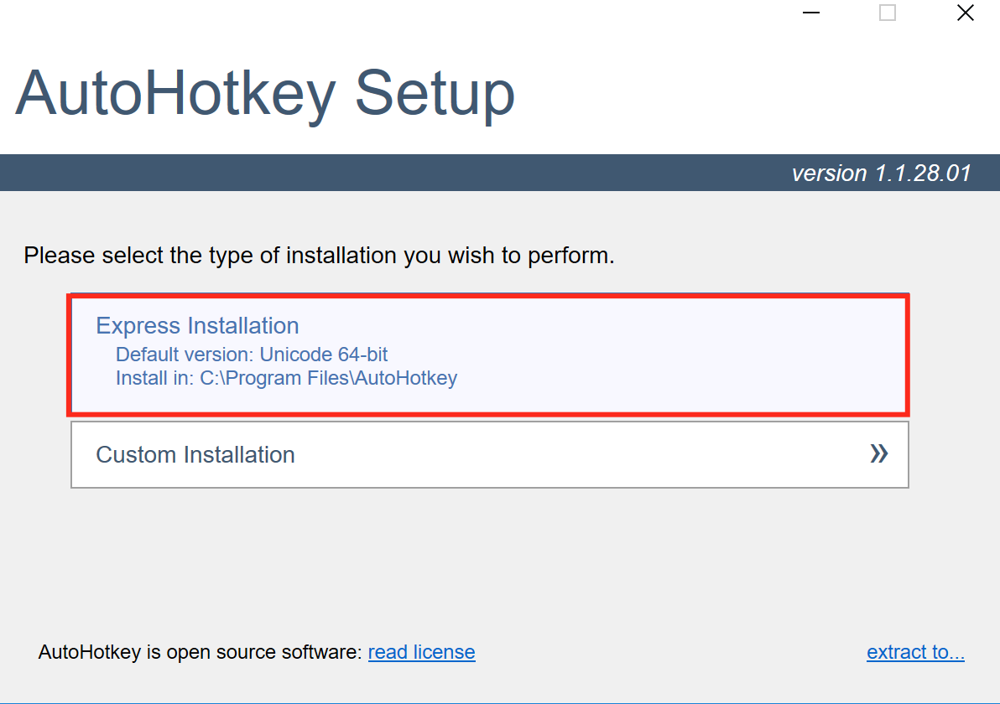 AutoHotkey Setup
version 1.1.28.01
Please select the type of installation you wish to perform.
Express Installation
Default version: Unicode 64-bit
Install in: C:\Program Files\AutoHotkey
Custom Installation »
AutoHotkey is open source software: read license
extract to...